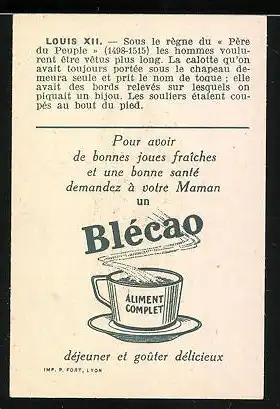 LOUIS XII. — Sous le règne du « Père
du Peuple » (1498-1515) les hommes voulu-
rent être vêtus plus long. La calotte qu'on
avait toujours portée sous le chapeau de-
meura seule et prit le nom de toque ; elle
avait des bords relevés sur lesquels on
piquait un bijou. Les souliers étaient cou-
pés au bout du pied.
Pour avoir
de bonnes joues fraîches
et une bonne santé
demandez à votre Maman
un
Blécao
ALIMENT
COMPLET
déjeuner et goûter délicieux
IMP. P. FORT, LYON